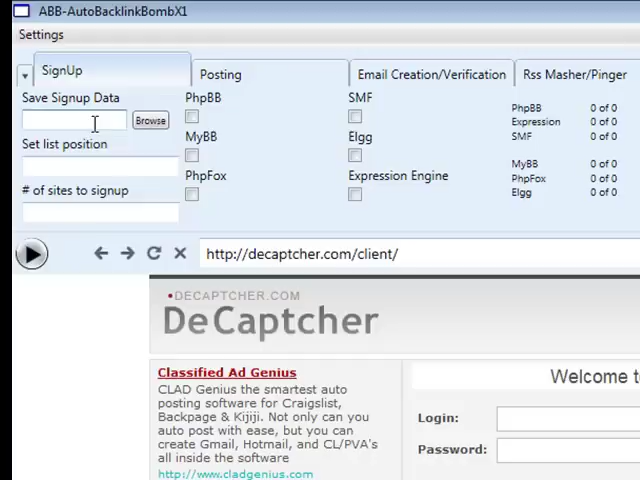 ABB-AutoBacklinkBombX1
Settings
SignUp
Posting
Email Creation/Verification
Rss Masher/Pinger
Save Signup Data
Browse
Set list position
# of sites to signup
PhpBB
MyBB
PhpFox
SMF
Elgg
Expression Engine
PhpBB 0 of 0
Expression 0 of 0
SMF 0 of 0
MyBB 0 of 0
PhpFox 0 of 0
Elgg 0 of 0
http://decaptcher.com/client/
•DECAPTCHER.COM
DeCaptcher
Classified Ad Genius
CLAD Genius the smartest auto
posting software for Craigslist,
Backpage & Kijiji. Not only can you
auto post with ease, but you can
create Gmail, Hotmail, and CL/PVA's
all inside the software
http://www.cladgenius.com
Welcome to
Login:
Password: